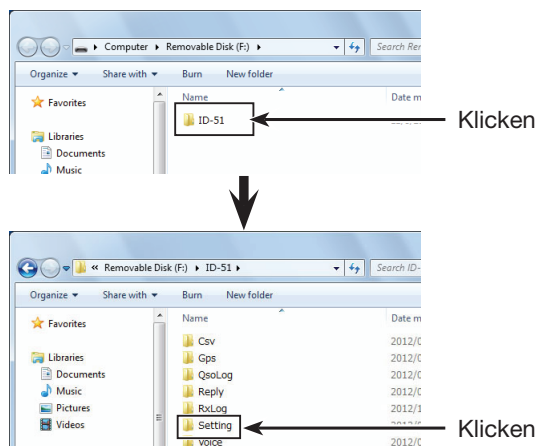 Computer Removable Disk (F:)
Search Rer
Organize Share with Burn New folder
Favorites
Name Date m
ID-51
Klicken
Libraries
Documents
Music
« Removable Disk (F:) ID-51
Search ID-
Organize Share with Burn New folder
Favorites
Name Date m
Csv 2012/0
Gps 2012/0
Libraries
Documents
QsoLog 2012/0
Music
Reply 2012/0
Pictures
RxLog 2012/1
Videos
Setting
Klicken
Voice 2012/0